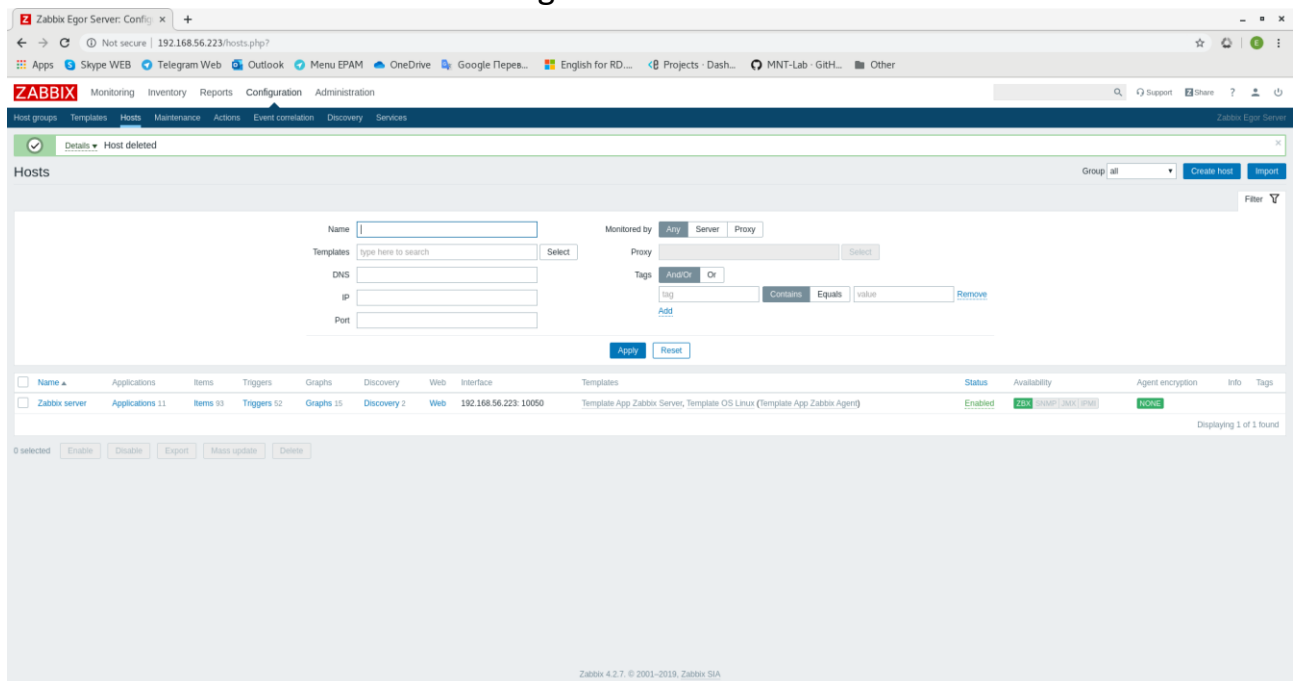 Z Zabbix Egor Server: Config
Not secure | 192.168.56.223/hosts.php?
Apps Skype WEB Telegram Web Outlook Menu EPAM OneDrive Google Перев... English for RD.... Projects · Dash... MNT-Lab · GitH... Other
ZABBIX Monitoring Inventory Reports Configuration Administration Support Z Share ?
Host groups Templates Hosts Maintenance Actions Event correlation Discovery Services Zabbix Egor Server
Details Host deleted
Hosts Group all Create host Import
Filter
Name Monitored by Any Server Proxy
Templates type here to search Select Proxy Select
DNS Tags And/Or Or
IP tag Contains Equals value Remove
Add
Port
Apply Reset
Name Applications Items Triggers Graphs Discovery Web Interface Templates Status Availability Agent encryption Info Tags
Zabbix server Applications 11 Items 93 Triggers 52 Graphs 15 Discovery 2 Web 192.168.56.223: 10050 Template App Zabbix Server, Template OS Linux (Template App Zabbix Agent) Enabled ZBX SNMP JMX IPMI NONE
Displaying 1 of 1 found
0 selected Enable Disable Export Mass update Delete
Zabbix 4.2.7. © 2001–2019, Zabbix SIA